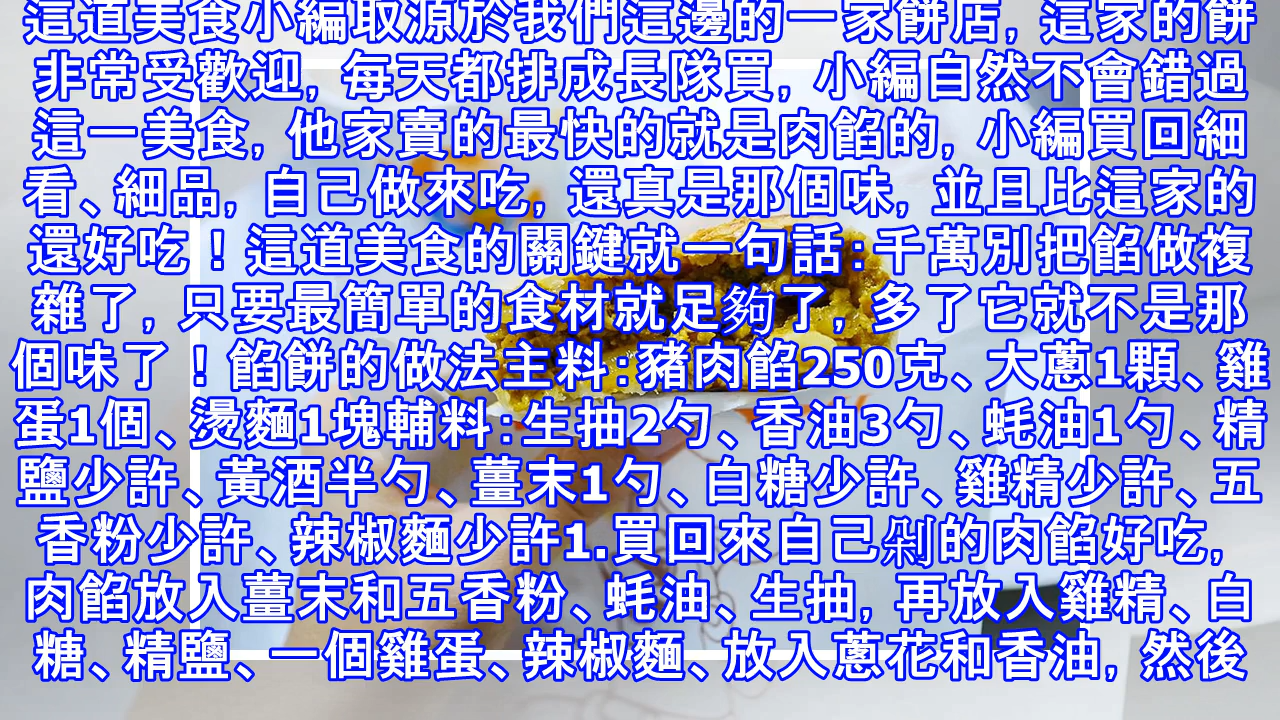 這道美食小編取源於我們這邊的一家餅店, 這家的餅
非常受歡迎, 每天都排成長隊買, 小編自然不會錯過
這一美食, 他家賣的最快的就是肉餡的, 小編買回細
看、細品, 自己做來吃, 還真是那個味, 並且比這家的
還好吃！這道美食的關鍵就一句話:千萬別把餡做複
雜了, 只要最簡單的食材就足夠了, 多了它就不是那
個味了！餡餅的做法主料:豬肉餡250克、大蔥1顆、雞
蛋1個、燙麵1塊輔料:生抽2勺、香油3勺、蚝油1勺、精
鹽少許、黃酒半勺、薑末1勺、白糖少許、雞精少許、五
香粉少許、辣椒麵少許1.買回來自己剁的肉餡好吃,
肉餡放入薑末和五香粉、蚝油、生抽, 再放入雞精、白
糖、精鹽、一個雞蛋、辣椒麵、放入蔥花和香油, 然後